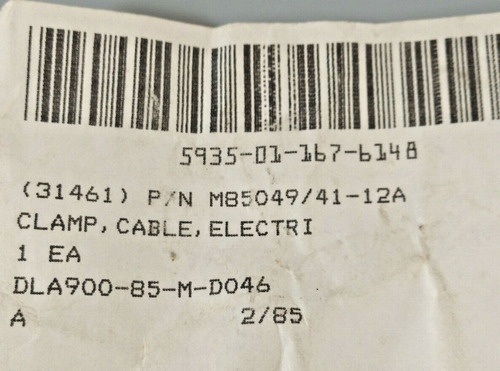 5935-01-167-6148
(31461) P/N M85049/41-12A
CLAMP, CABLE, ELECTRI
1 EA
DLA900-85-M-D046
A 2/85